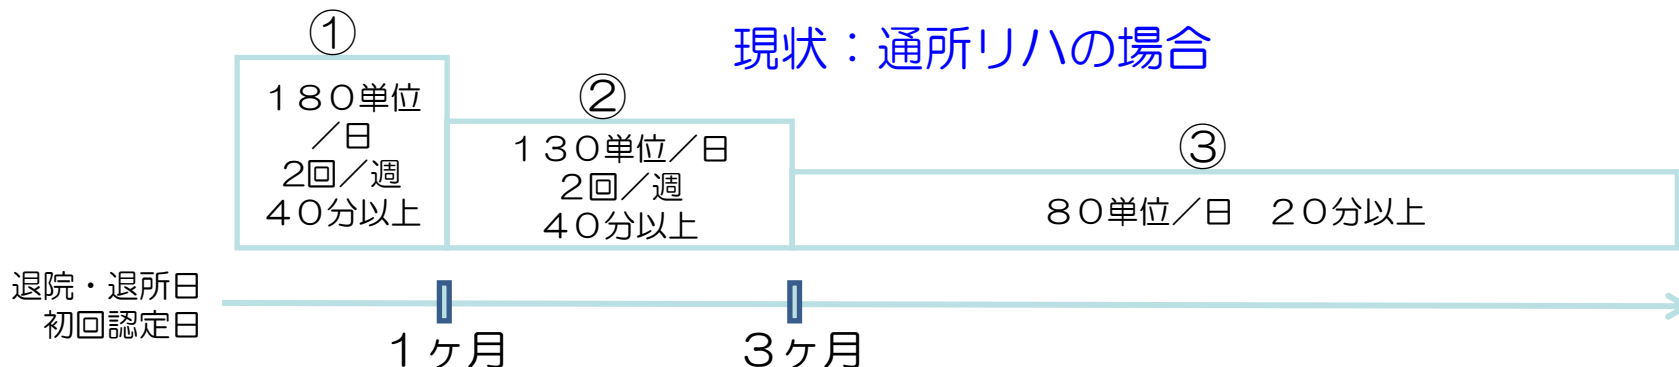 現状：通所リハの場合
①
１８０単位
／日
２回／週
４０分以上
②
１３０単位／日
２回／週
４０分以上
③
８０単位／日　２０分以上
退院・退所日
初回認定日
１ヶ月
３ヶ月